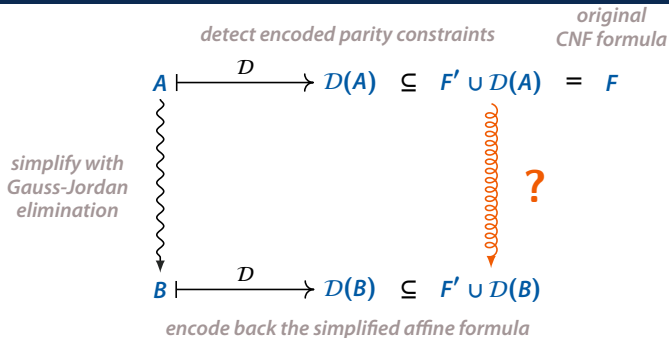 original
detect encoded parity constraints CNF formula
A 𝒟 𝒟(A) ⊆ F′ ∪ 𝒟(A) = F
simplify with
Gauss-Jordan
elimination
?
B 𝒟 𝒟(B) ⊆ F′ ∪ 𝒟(B)
encode back the simplified affine formula